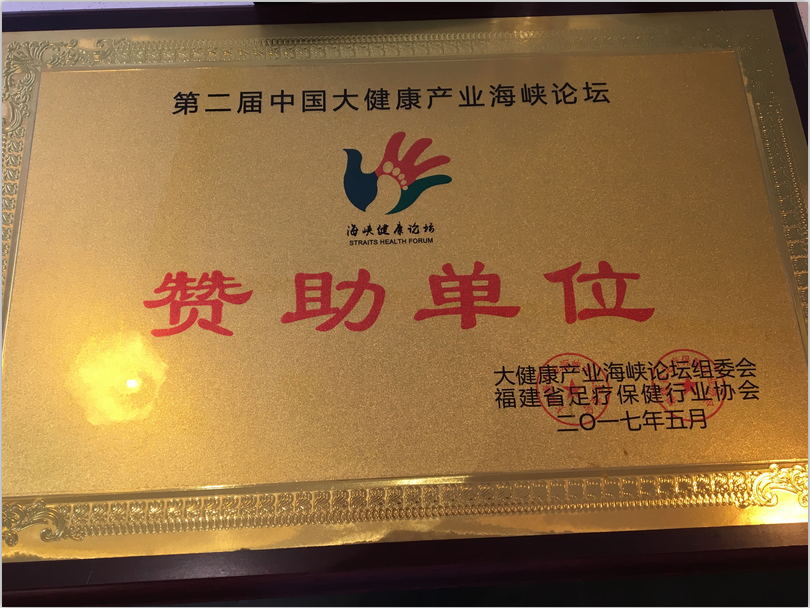 第二届中国大健康产业海峡论坛
海峡健康论坛
STRAITS HEALTH FORUM
赞助单位
大健康产业海峡论坛组委会
福建省足疗保健行业协会
二〇一七年五月